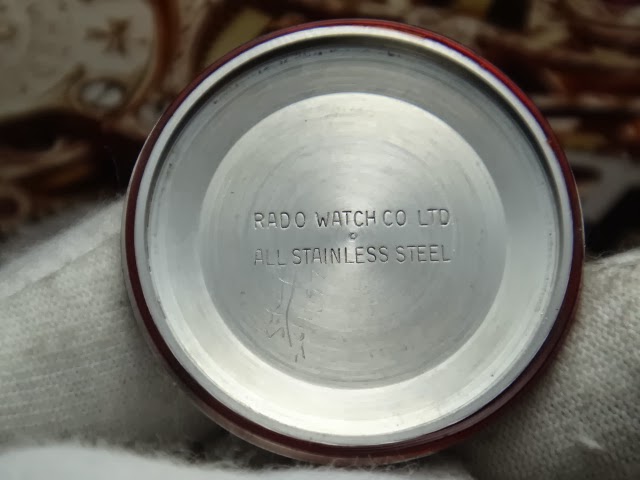 RADO WATCH CO LTD
ALL STAINLESS STEEL